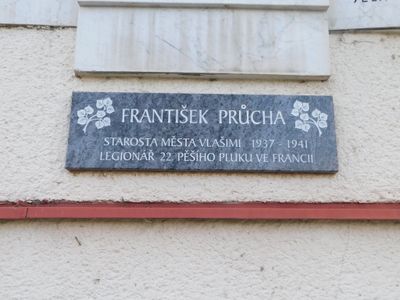 FRANTIŠEK PRŮCHA
STAROSTA MĚSTA VLAŠIMI 1937 - 1941
LEGIONÁŘ 22. PĚŠÍHO PLUKU VE FRANCII